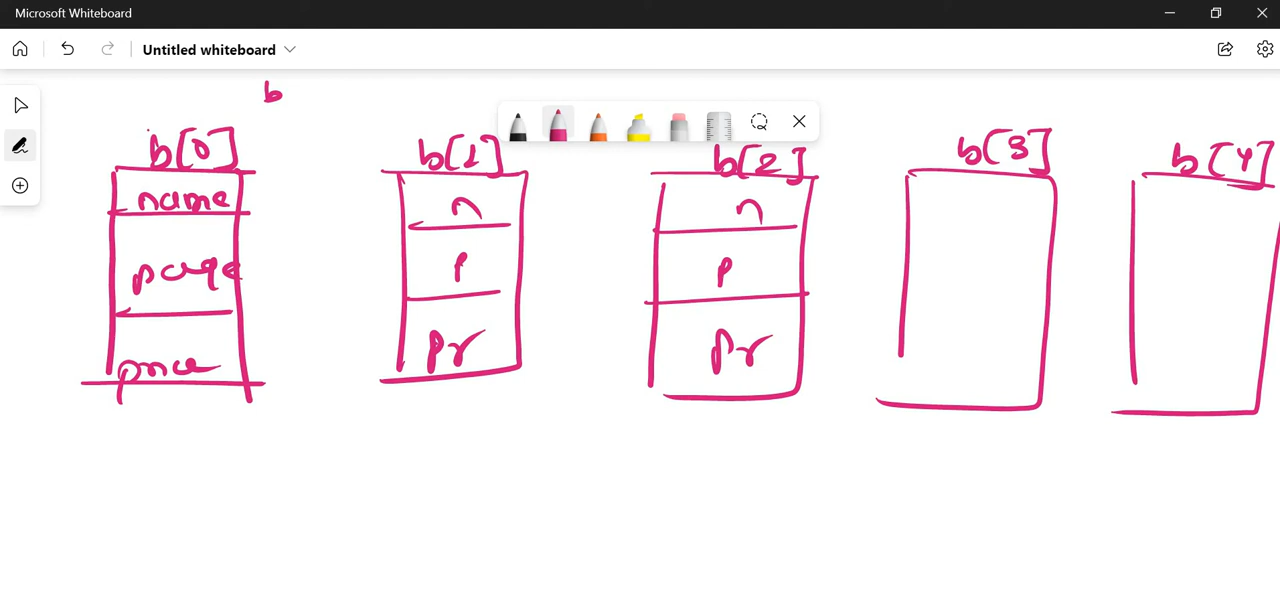 Microsoft Whiteboard
Untitled whiteboard
b
b[0]
b[1]
b[2]
b[3]
b[4]
name
n
n
page
p
p
price
pr
pr